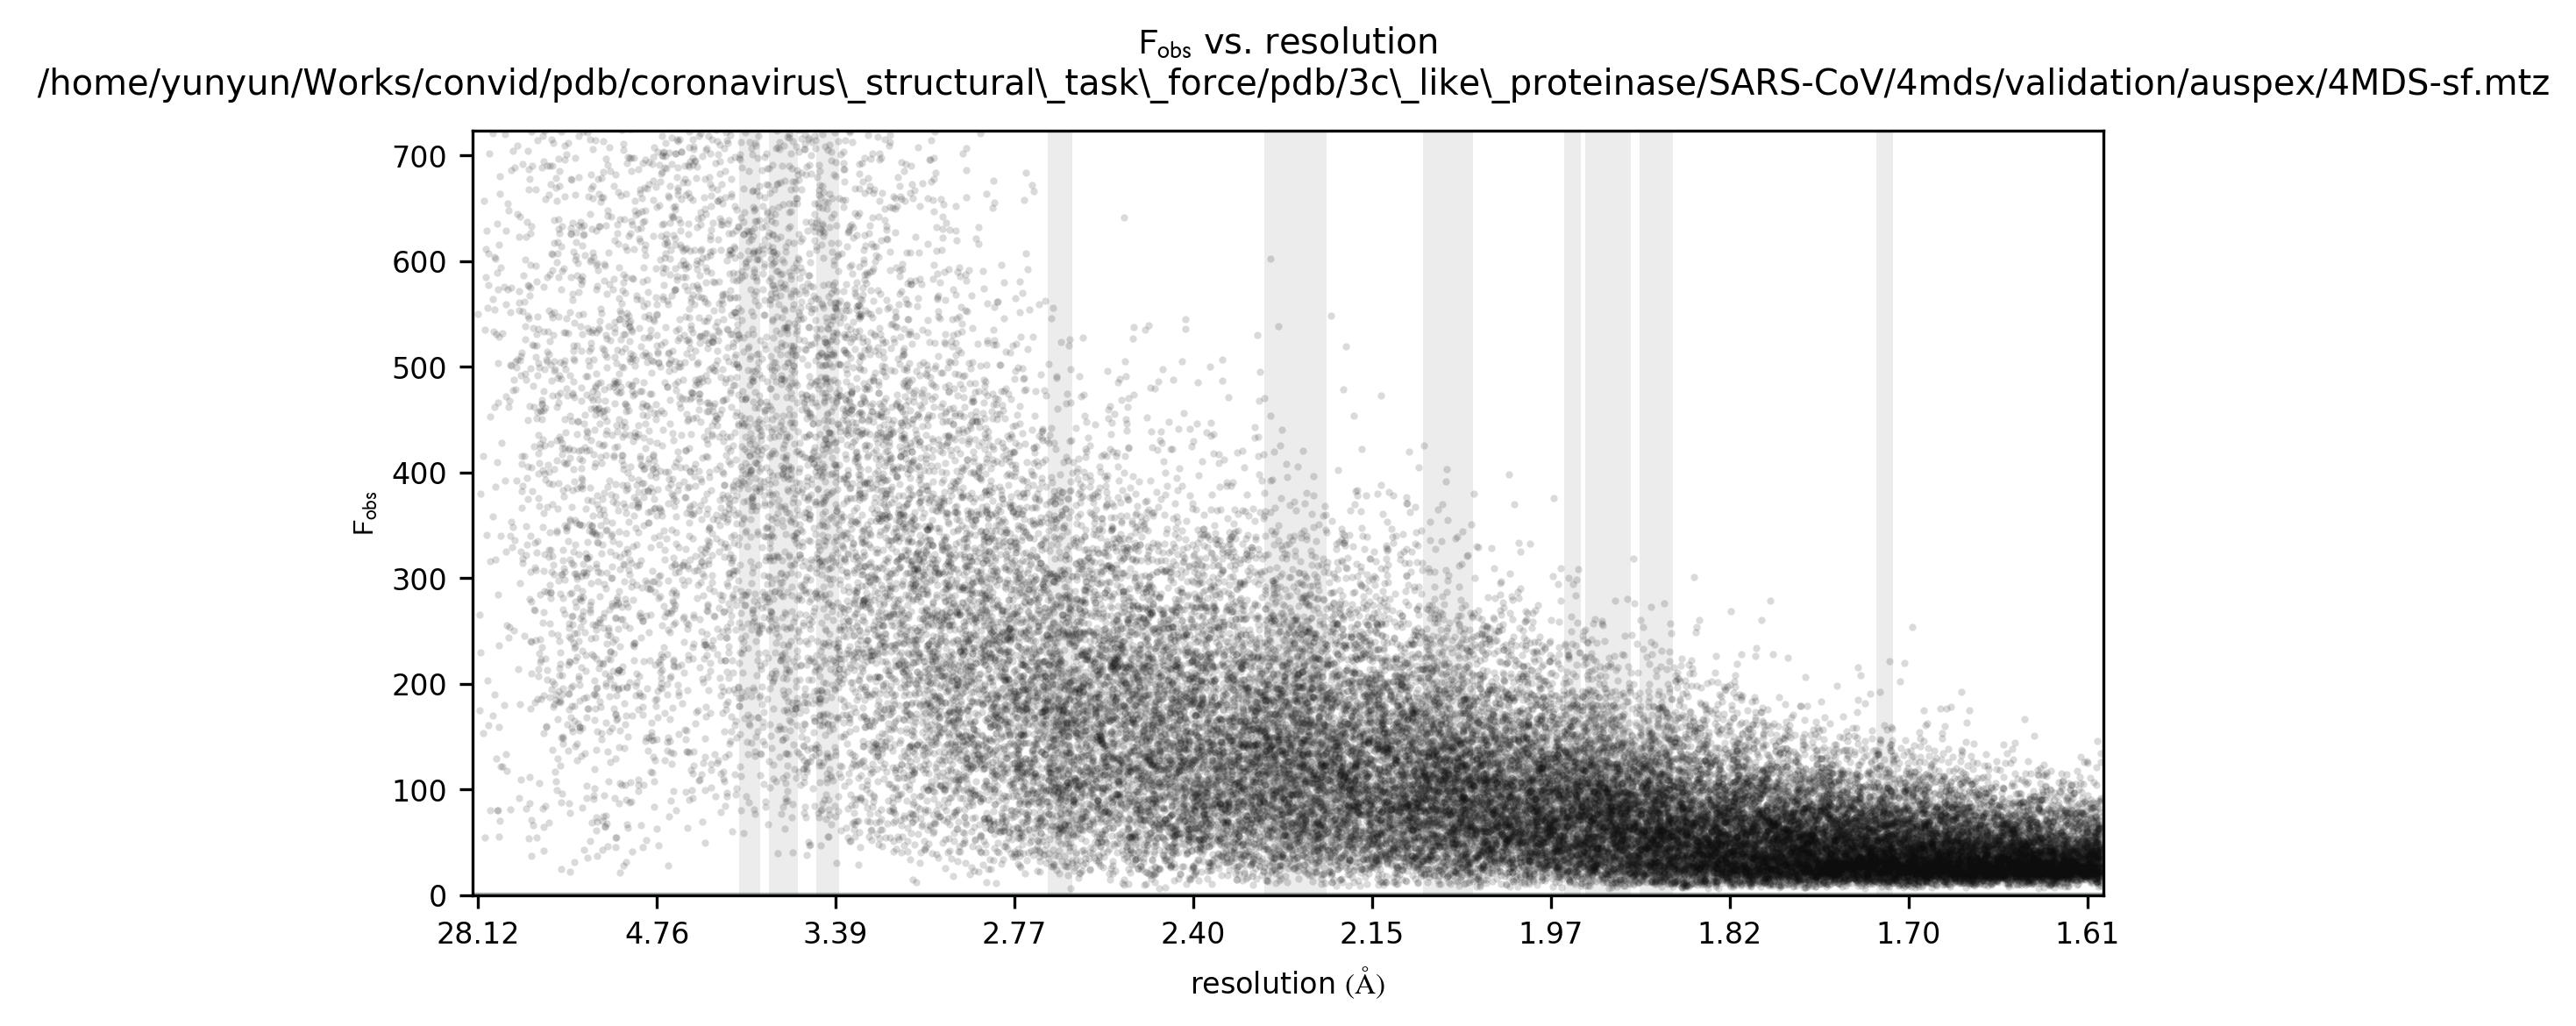 Fobs vs. resolution
/home/yunyun/Works/convid/pdb/coronavirus\_structural\_task\_force/pdb/3c\_like\_proteinase/SARS-CoV/4mds/validation/auspex/4MDS-sf.mtz
700
600
500
400
300
200
100
0
Fobs
28.12 4.76 3.39 2.77 2.40 2.15 1.97 1.82 1.70 1.61
resolution (Å)